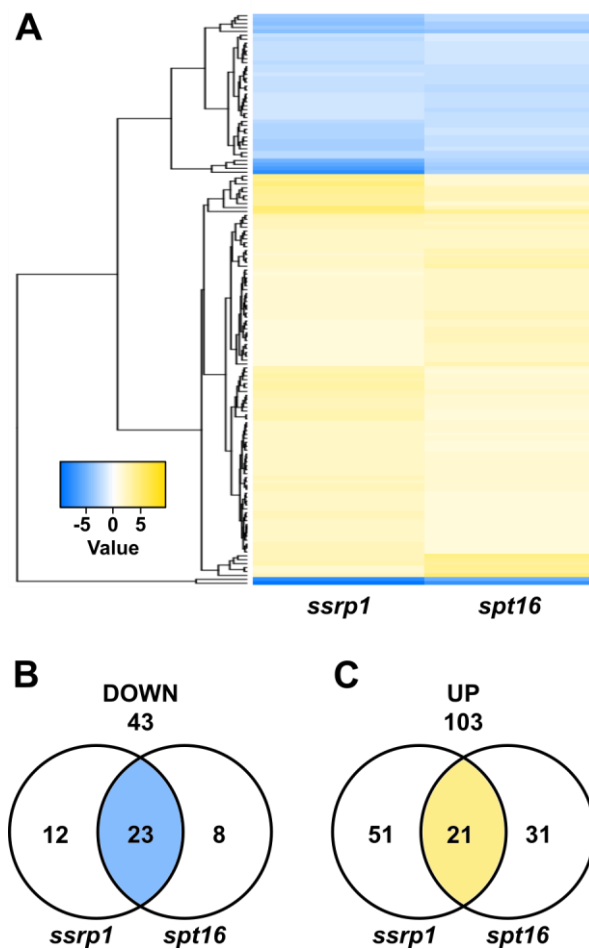 A
-5 0 5
Value
ssrp1 spt16
B
DOWN
43
12 23 8
ssrp1 spt16
C
UP
103
51 21 31
ssrp1 spt16